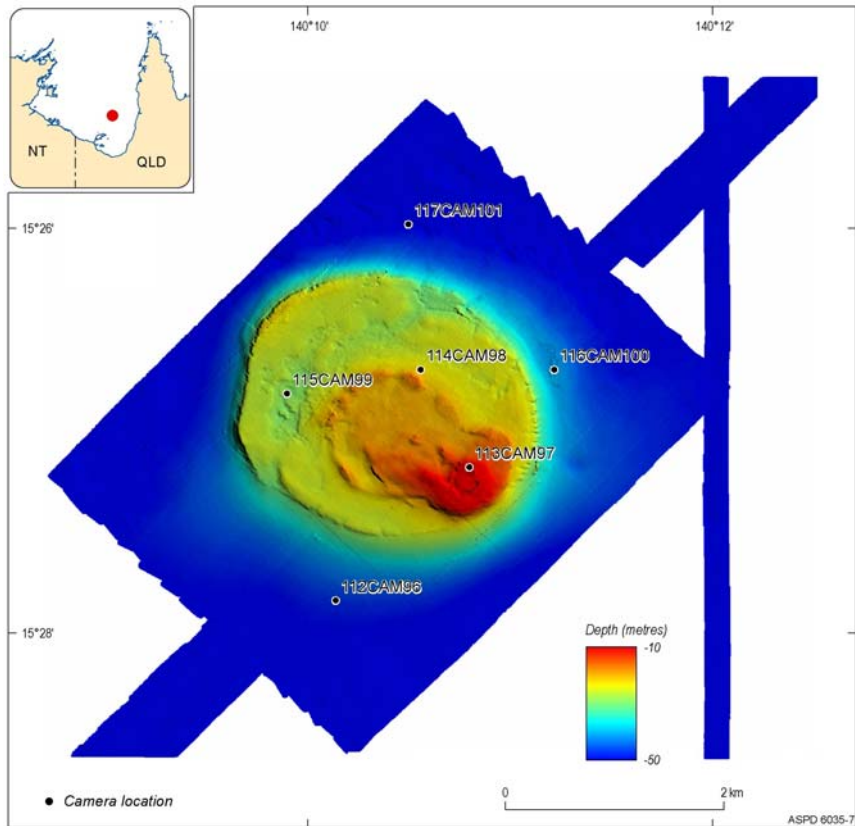 140°10'
140°12'
NT
QLD
117CAM101
15°26'
114CAM98
116CAM100
115CAM99
113CAM97
112CAM96
15°28'
Depth (metres)
-10
-50
Camera location
0
2 km
ASPD 6035-7